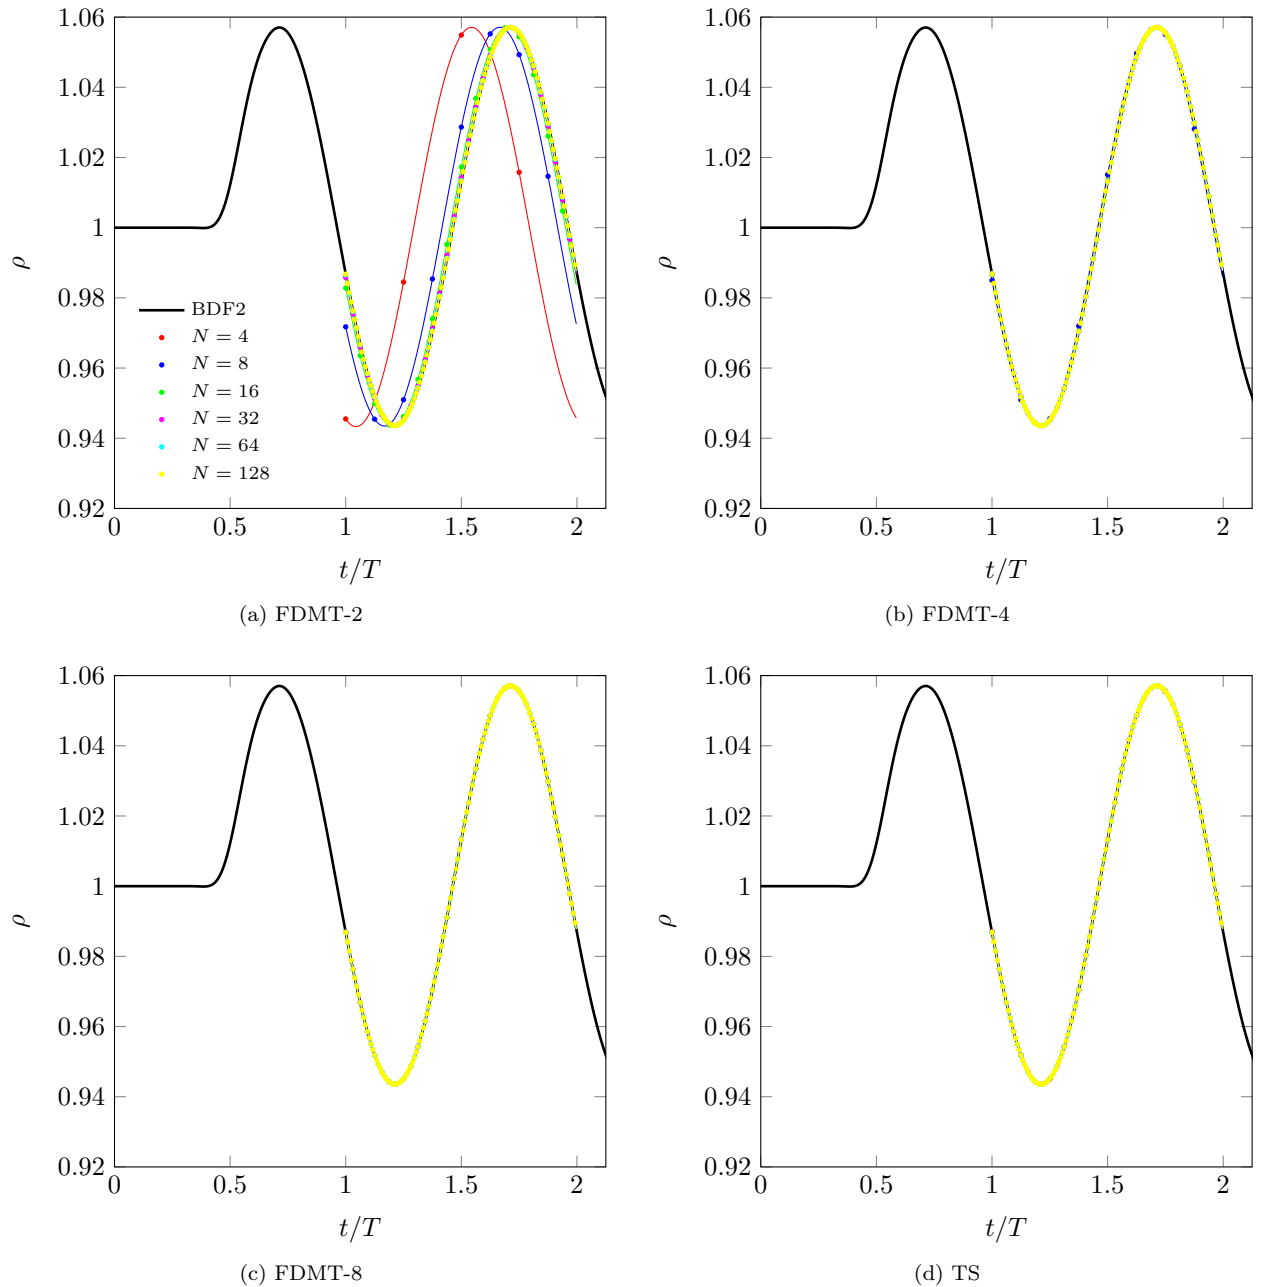 1.06
1.04
1.02
1
0.98
0.96
0.94
0.92
ρ
BDF2
N = 4
N = 8
N = 16
N = 32
N = 64
N = 128
0 0.5 1 1.5 2
t/T
(a) FDMT-2
1.06
1.04
1.02
1
0.98
0.96
0.94
0.92
ρ
0 0.5 1 1.5 2
t/T
(b) FDMT-4
1.06
1.04
1.02
1
0.98
0.96
0.94
0.92
ρ
0 0.5 1 1.5 2
t/T
(c) FDMT-8
1.06
1.04
1.02
1
0.98
0.96
0.94
0.92
ρ
0 0.5 1 1.5 2
t/T
(d) TS